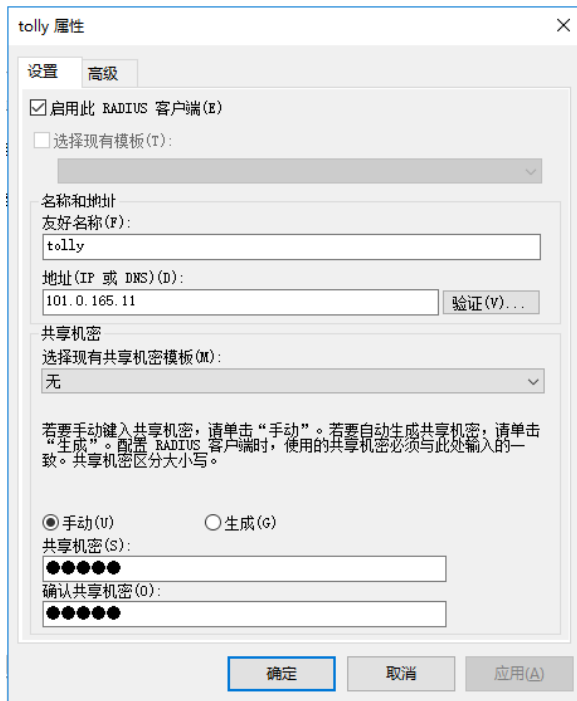 tolly 属性
设置
高级
启用此 RADIUS 客户端(E)
选择现有模板(T):
名称和地址
友好名称(F):
tolly
地址(IP 或 DNS)(D):
101.0.165.11
验证(V)...
共享机密
选择现有共享机密模板(M):
无
若要手动键入共享机密，请单击“手动”。若要自动生成共享机密，请单击
“生成”。配置 RADIUS 客户端时，使用的共享机密必须与此处输入的一
致。共享机密区分大小写。
手动(U)
生成(G)
共享机密(S):
●●●●●
确认共享机密(O):
●●●●●
确定
取消
应用(A)